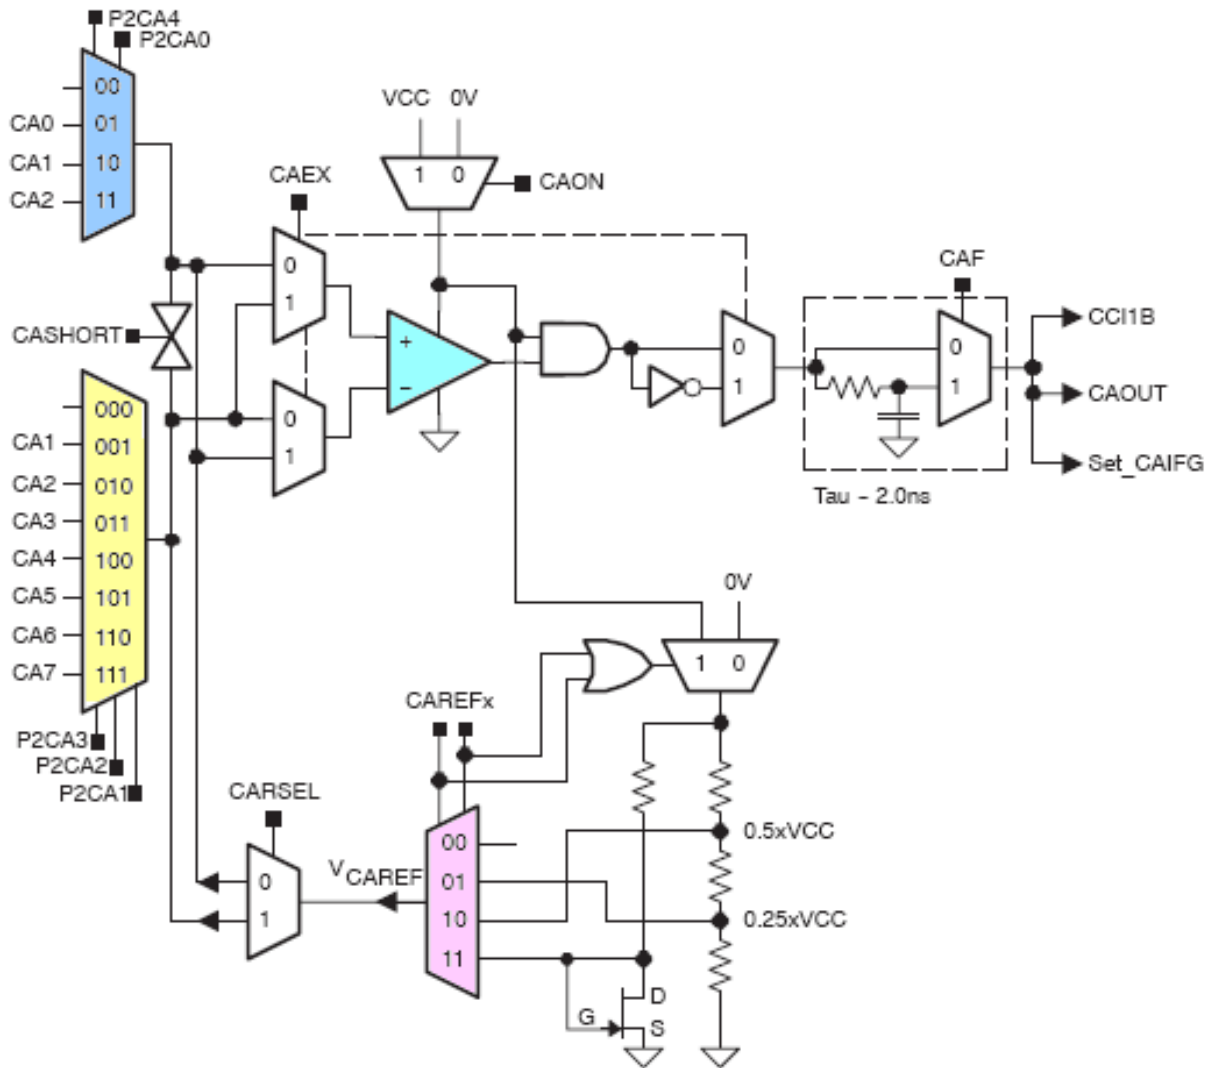 P2CA4
P2CA0
00
CA0 01
CA1 10
CA2 11
VCC 0V
1 0
CAON
CAEX
0
1
CASHORT
+
−
0
1
0
1
CAF
0
1
CCI1B
CAOUT
Set_CAIFG
Tau - 2.0ns
000
CA1 001
CA2 010
CA3 011
CA4 100
CA5 101
CA6 110
CA7 111
P2CA3
P2CA2
P2CA1
0V
1 0
CAREFx
CARSEL
0
1
VCAREF
00
01
10
11
0.5xVCC
0.25xVCC
G
D
S